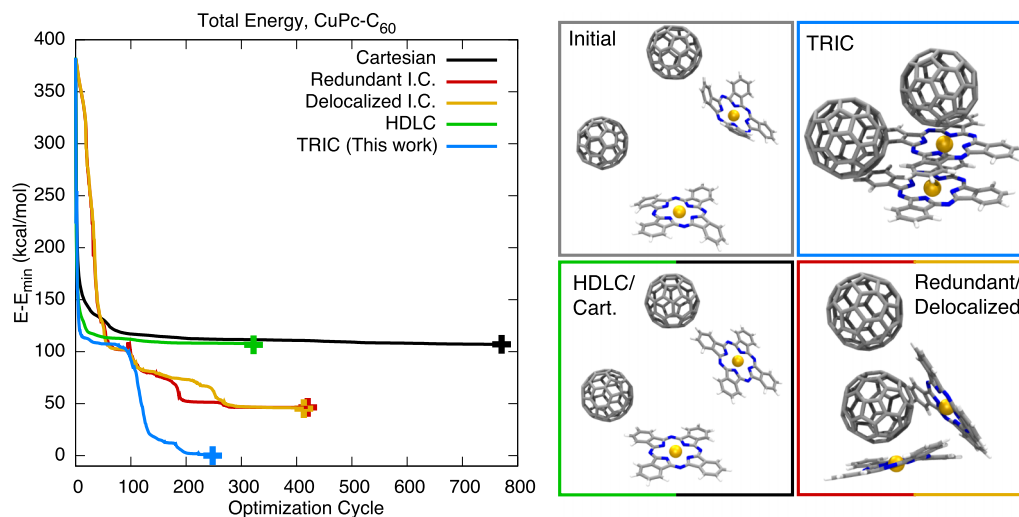 Total Energy, CuPc-C60
E-Emin (kcal/mol)
400
350
300
250
200
150
100
50
0
0 100 200 300 400 500 600 700 800
Optimization Cycle
Cartesian
Redundant I.C.
Delocalized I.C.
HDLC
TRIC (This work)
Initial
TRIC
HDLC/
Cart.
Redundant/
Delocalized